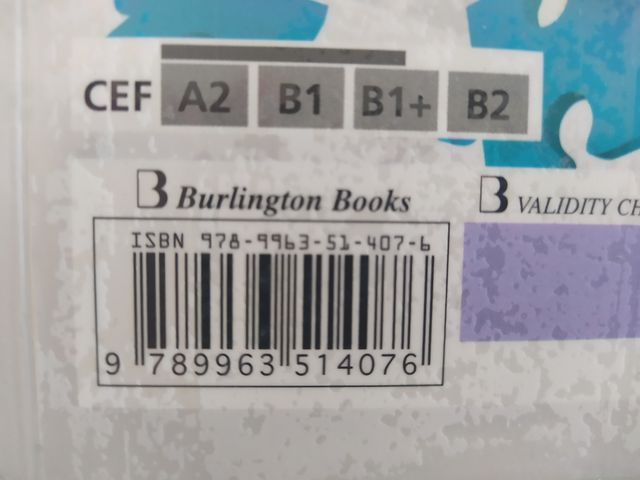 CEF A2 B1 B1+ B2
B Burlington Books
B VALIDITY CH
ISBN 978-9963-51-407-6
9 789963 514076